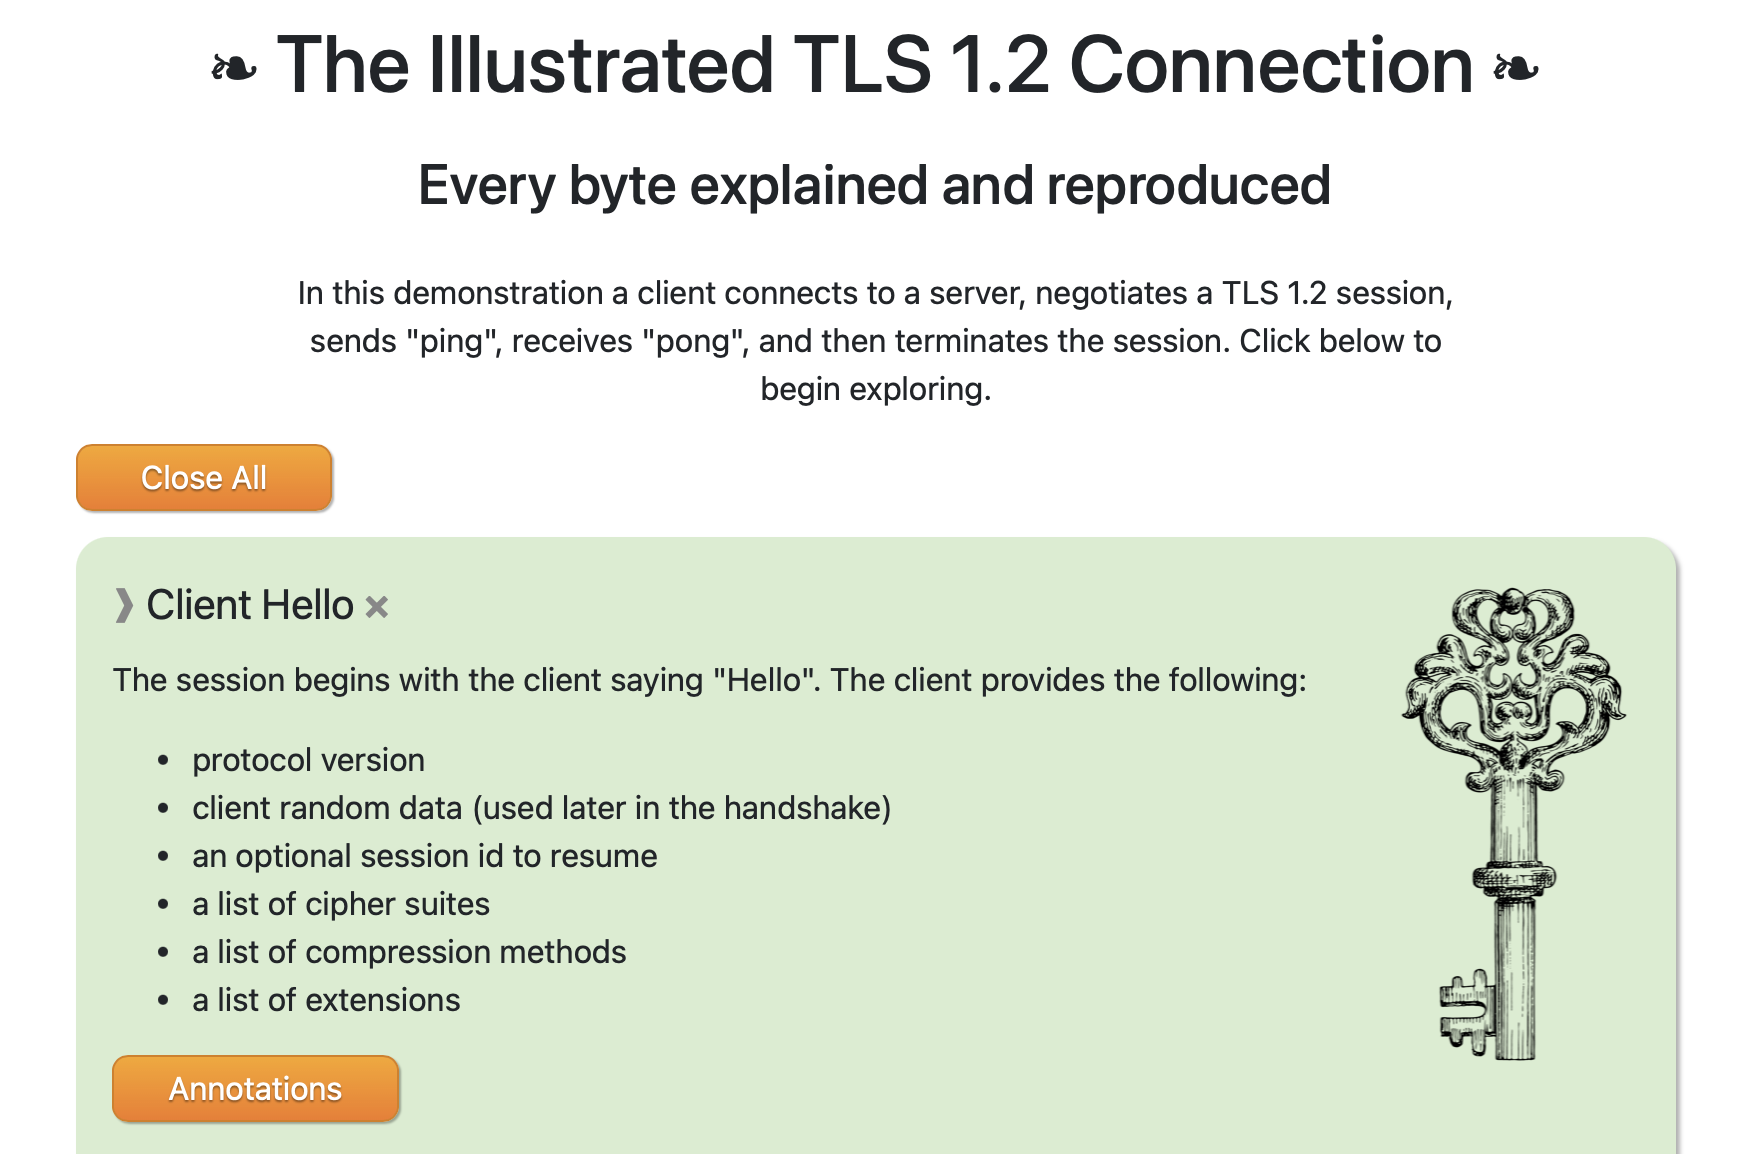 ❧ The Illustrated TLS 1.2 Connection ❧
Every byte explained and reproduced
In this demonstration a client connects to a server, negotiates a TLS 1.2 session,
sends "ping", receives "pong", and then terminates the session. Click below to
begin exploring.
Close All
❱ Client Hello ×
The session begins with the client saying "Hello". The client provides the following:
• protocol version
• client random data (used later in the handshake)
• an optional session id to resume
• a list of cipher suites
• a list of compression methods
• a list of extensions
Annotations